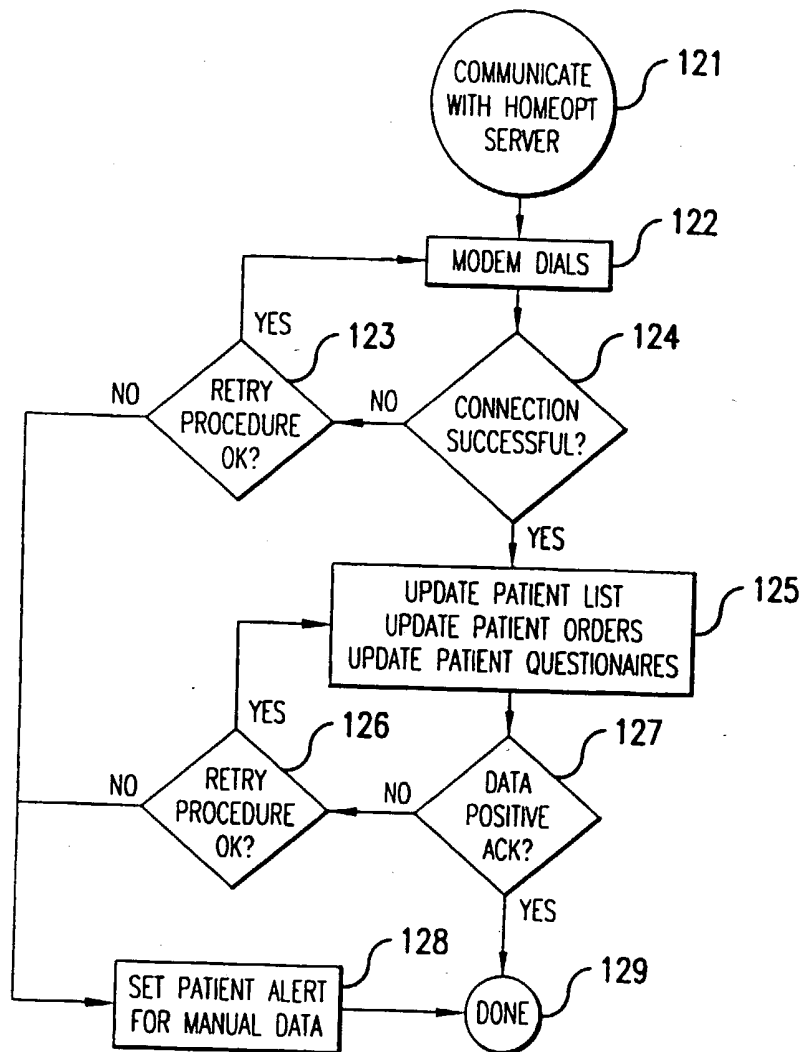 COMMUNICATE
WITH HOMEOPT
SERVER
121
MODEM DIALS
122
YES
123
124
NO
RETRY
PROCEDURE
OK?
NO
CONNECTION
SUCCESSFUL?
YES
UPDATE PATIENT LIST
UPDATE PATIENT ORDERS
UPDATE PATIENT QUESTIONAIRES
125
YES
126
127
NO
RETRY
PROCEDURE
OK?
NO
DATA
POSITIVE
ACK?
YES
128
SET PATIENT ALERT
FOR MANUAL DATA
DONE
129